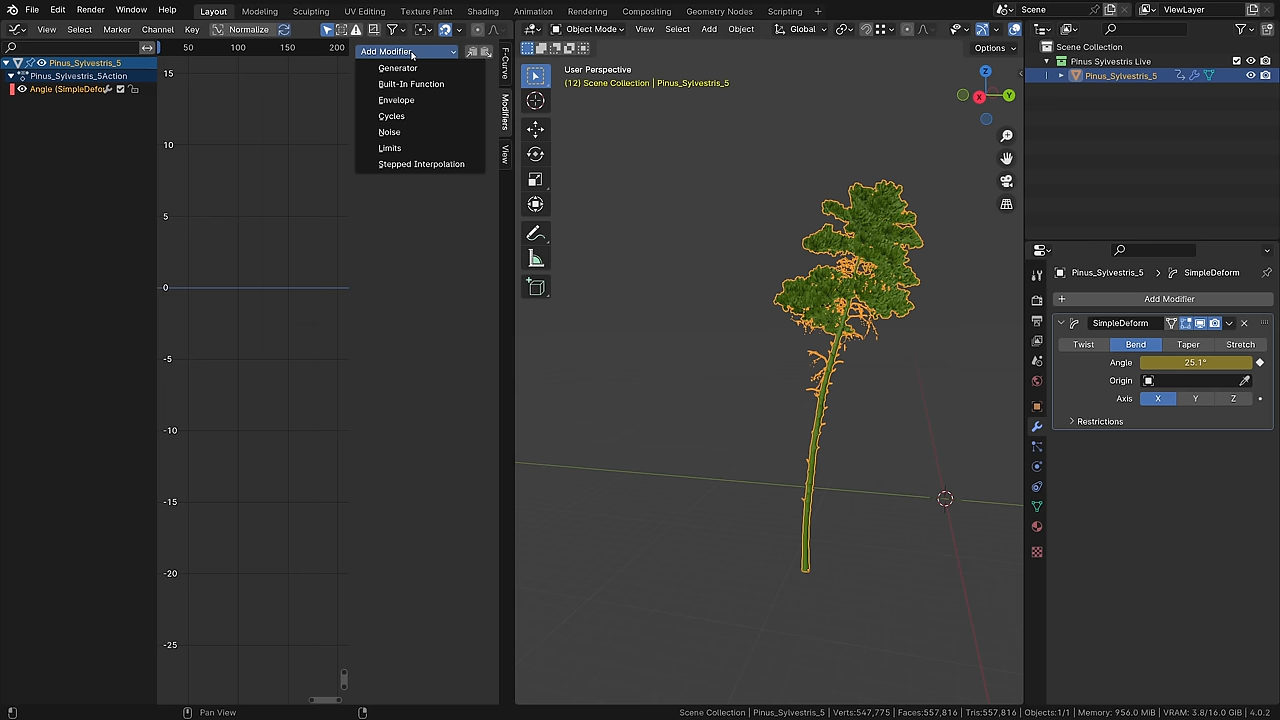 File Edit Render Window Help Layout Modeling Sculpting UV Editing Texture Paint Shading Animation Rendering Compositing Geometry Nodes Scripting + Scene ViewLayer
View Select Marker Channel Key Normalize
Object Mode View Select Add Object Global
50 100 150 200
Add Modifier
Options
Scene Collection
Pinus_Sylvestris_5
Pinus Sylvestris Live
Pinus_Sylvestris_5Action
Pinus_Sylvestris_5
Angle (SimpleDefo
Generator
Built-In Function
Envelope
Cycles
Noise
Limits
Stepped Interpolation
F-Curve
Modifiers
View
User Perspective
(12) Scene Collection | Pinus_Sylvestris_5
Z
X
Y
15
10
5
0
-5
-10
-15
-20
-25
Pinus_Sylvestris_5 > SimpleDeform
+ Add Modifier
SimpleDeform
Twist Bend Taper Stretch
Angle 25.1°
Origin
Axis X Y Z
Restrictions
Pan View
Scene Collection | Pinus_Sylvestris_5 | Verts:547,775 | Faces:557,816 | Tris:557,816 | Objects:1/1 | Memory: 956.0 MiB | VRAM: 3.8/16.0 GiB | 4.0.2